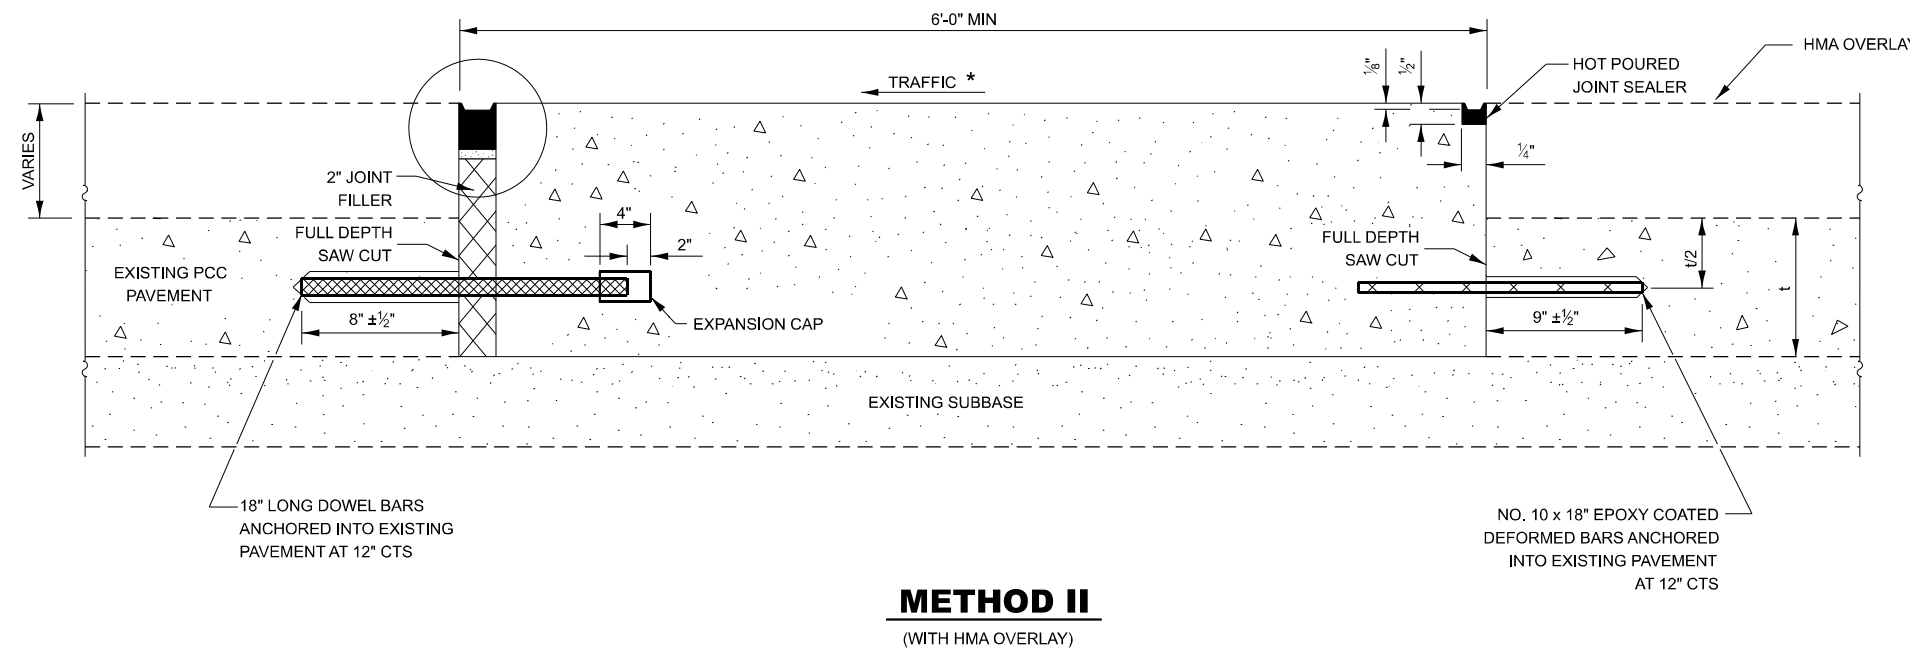 6'-0" MIN
HMA OVERLAY
TRAFFIC *
1/8"
1/2"
HOT POURED
JOINT SEALER
VARIES
2" JOINT
FILLER
1/4"
4"
FULL DEPTH
SAW CUT
2"
FULL DEPTH
SAW CUT
t/2
EXISTING PCC
PAVEMENT
t
8" ±1/2"
EXPANSION CAP
9" ±1/2"
EXISTING SUBBASE
18" LONG DOWEL BARS
ANCHORED INTO EXISTING
PAVEMENT AT 12" CTS
NO. 10 x 18" EPOXY COATED
DEFORMED BARS ANCHORED
INTO EXISTING PAVEMENT
AT 12" CTS
METHOD II
(WITH HMA OVERLAY)